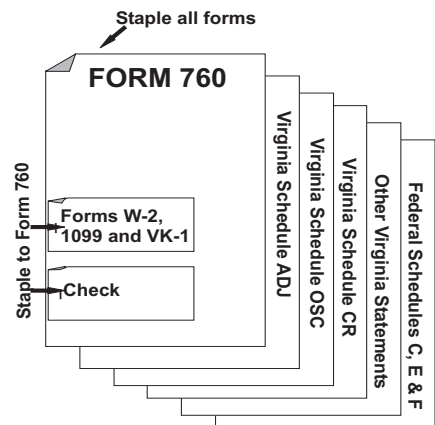 Staple all forms
FORM 760
Staple to Form 760
Forms W-2,
1099 and VK-1
Check
Virginia Schedule ADJ
Virginia Schedule OSC
Virginia Schedule CR
Other Virginia Statements
Federal Schedules C, E & F